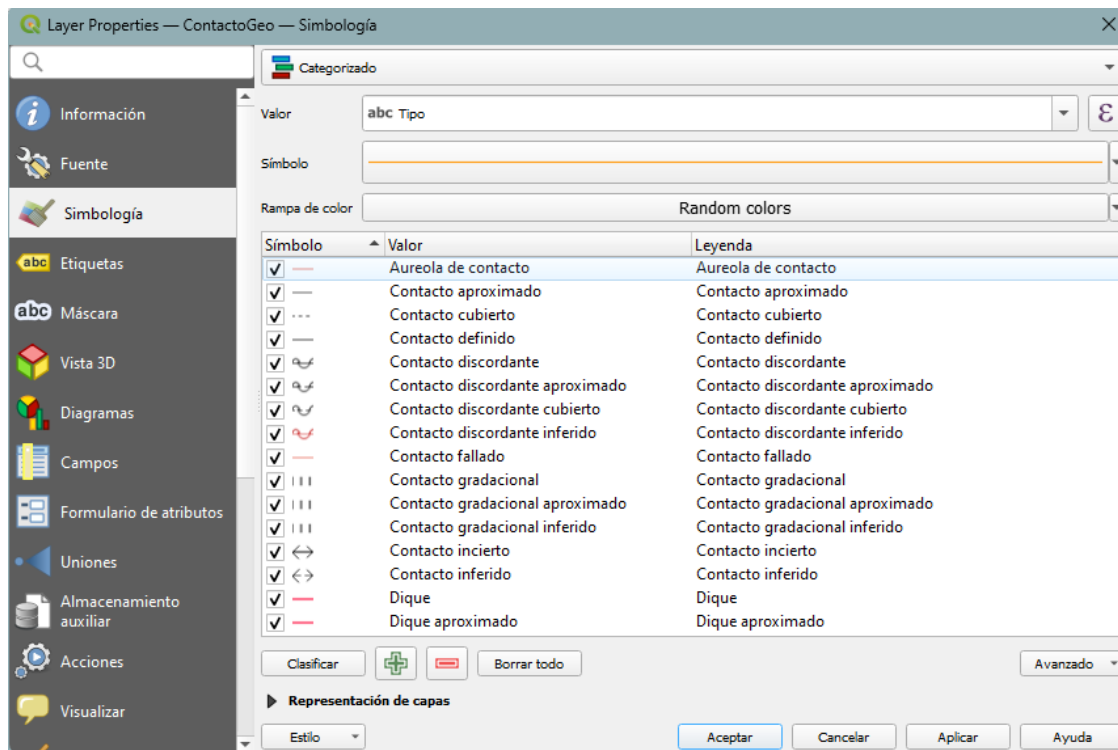 Layer Properties — ContactoGeo — Simbología
Información
Fuente
Simbología
abc Etiquetas
abc Máscara
Vista 3D
Diagramas
Campos
Formulario de atributos
Uniones
Almacenamiento
auxiliar
Acciones
Visualizar
Categorizado
Valor abc Tipo ε
Símbolo
Rampa de color Random colors
Símbolo Valor Leyenda
Aureola de contacto Aureola de contacto
Contacto aproximado Contacto aproximado
Contacto cubierto Contacto cubierto
Contacto definido Contacto definido
Contacto discordante Contacto discordante
Contacto discordante aproximado Contacto discordante aproximado
Contacto discordante cubierto Contacto discordante cubierto
Contacto discordante inferido Contacto discordante inferido
Contacto fallado Contacto fallado
Contacto gradacional Contacto gradacional
Contacto gradacional aproximado Contacto gradacional aproximado
Contacto gradacional inferido Contacto gradacional inferido
Contacto incierto Contacto incierto
Contacto inferido Contacto inferido
Dique Dique
Dique aproximado Dique aproximado
Clasificar Borrar todo Avanzado
Representación de capas
Estilo Aceptar Cancelar Aplicar Ayuda